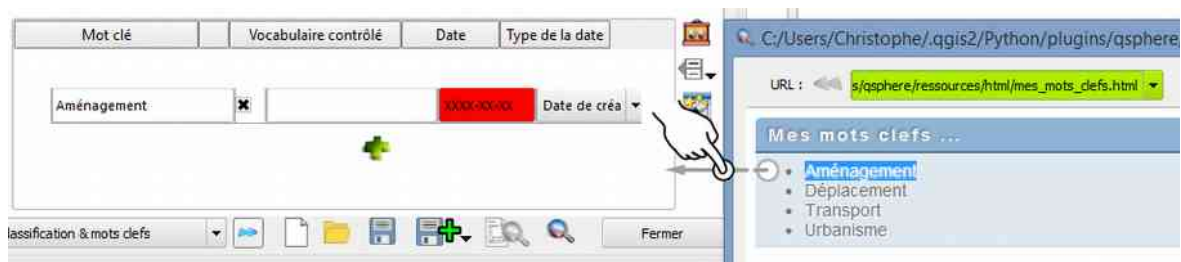 Mot clé Vocabulaire contrôlé Date Type de la date
Aménagement XXXX-XX-XX Date de créa
lassification & mots clefs Fermer
C:/Users/Christophe/.qgis2/Python/plugins/qsphere/
URL : s/qsphere/ressources/html/mes_mots_clefs.html
Mes mots clefs ...
• Aménagement
• Déplacement
• Transport
• Urbanisme